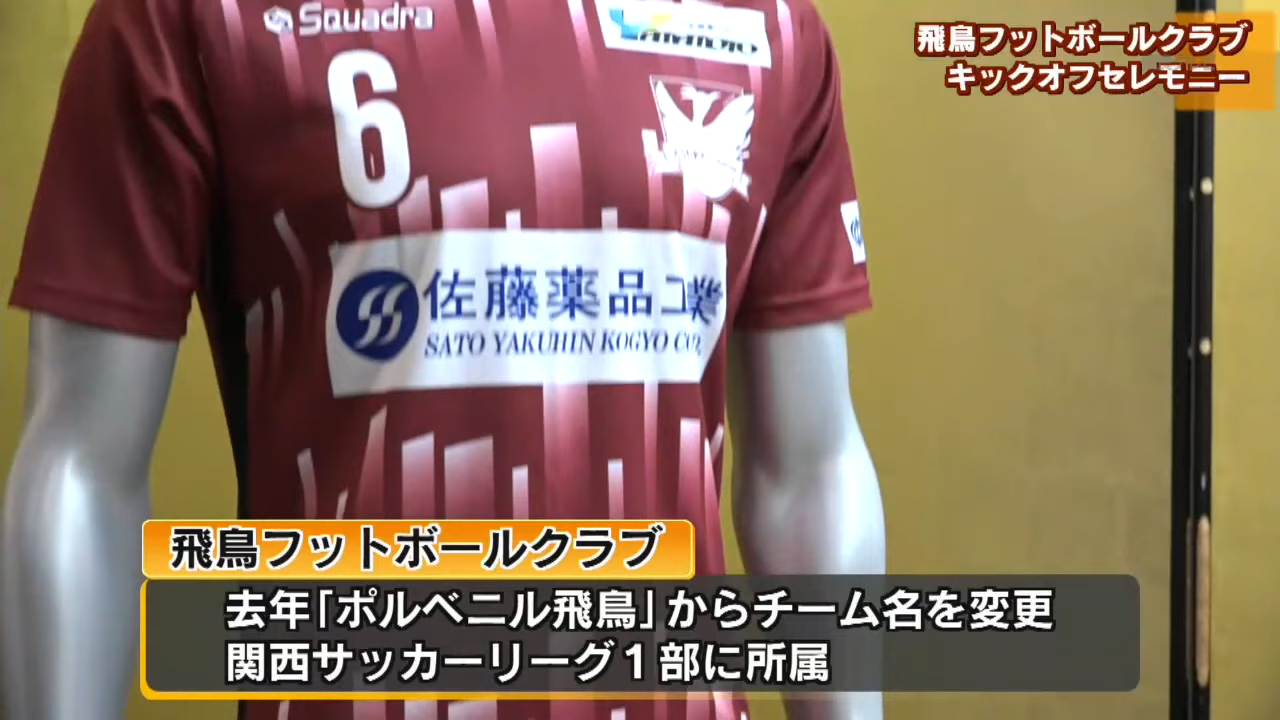 飛鳥フットボールクラブ
キックオフセレモニー
Squadra
6
佐藤薬品工業
SATO YAKUHIN KOGYO CO.,
飛鳥フットボールクラブ
去年「ポルベニル飛鳥」からチーム名を変更
関西サッカーリーグ1部に所属